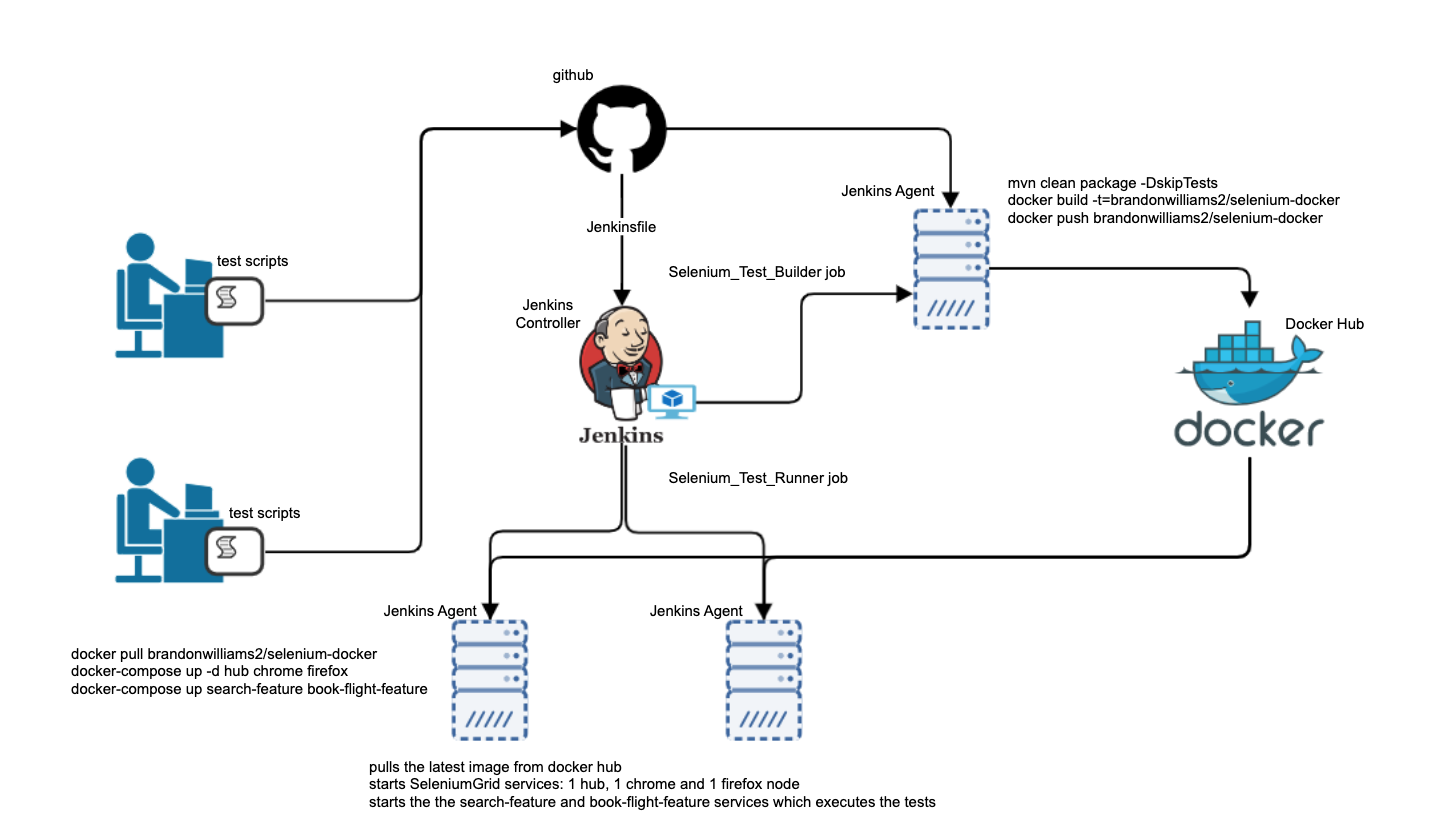 github
Jenkins Agent
mvn clean package -DskipTests
docker build -t=brandonwilliams2/selenium-docker
docker push brandonwilliams2/selenium-docker
Jenkinsfile
test scripts
Selenium_Test_Builder job
Jenkins
Controller
Docker Hub
docker
Jenkins
Selenium_Test_Runner job
test scripts
Jenkins Agent
Jenkins Agent
docker pull brandonwilliams2/selenium-docker
docker-compose up -d hub chrome firefox
docker-compose up search-feature book-flight-feature
pulls the latest image from docker hub
starts SeleniumGrid services: 1 hub, 1 chrome and 1 firefox node
starts the the search-feature and book-flight-feature services which executes the tests